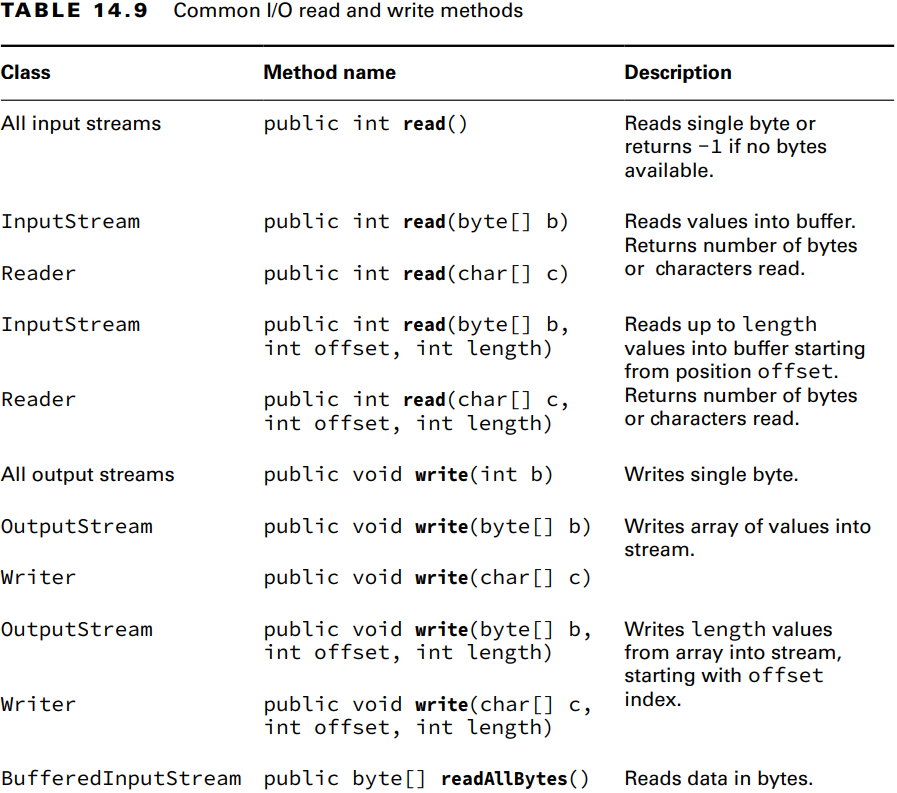 TABLE 14.9 Common I/O read and write methods
Class Method name Description
All input streams public int read() Reads single byte or
returns -1 if no bytes
available.
InputStream public int read(byte[] b) Reads values into buffer.
Returns number of bytes
Reader public int read(char[] c) or characters read.
InputStream public int read(byte[] b, Reads up to length
int offset, int length) values into buffer starting
from position offset.
Reader public int read(char[] c, Returns number of bytes
int offset, int length) or characters read.
All output streams public void write(int b) Writes single byte.
OutputStream public void write(byte[] b) Writes array of values into
stream.
Writer public void write(char[] c)
OutputStream public void write(byte[] b, Writes length values
int offset, int length) from array into stream,
starting with offset
Writer public void write(char[] c, index.
int offset, int length)
BufferedInputStream public byte[] readAllBytes() Reads data in bytes.